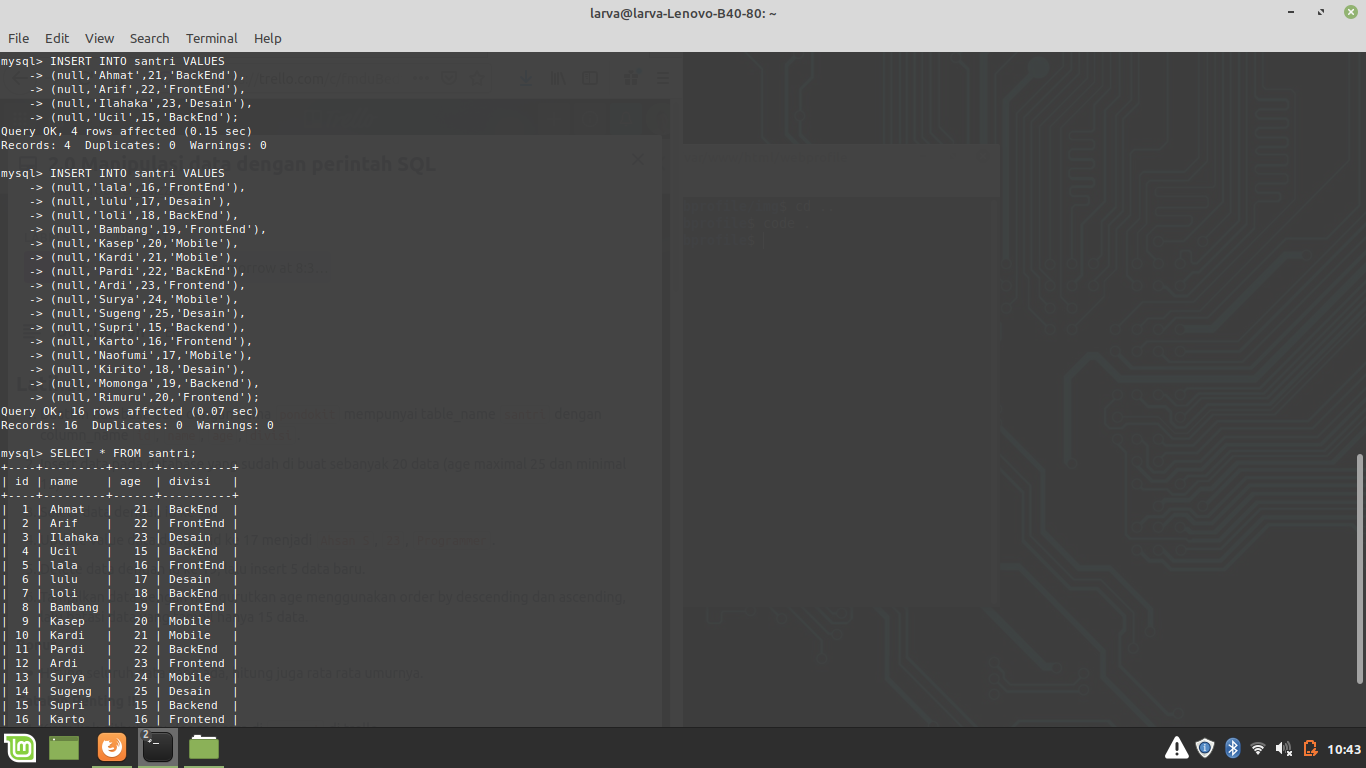 larva@larva-Lenovo-B40-80: ~
File Edit View Search Terminal Help
mysql> INSERT INTO santri VALUES
    -> (null,'Ahmat',21,'BackEnd'),
    -> (null,'Arif',22,'FrontEnd'),
    -> (null,'Ilahaka',23,'Desain'),
    -> (null,'Ucil',15,'BackEnd');
Query OK, 4 rows affected (0.15 sec)
Records: 4  Duplicates: 0  Warnings: 0
2.0 Manipulasi data dengan perintah SQL
mysql> INSERT INTO santri VALUES
    -> (null,'lala',16,'FrontEnd'),
    -> (null,'lulu',17,'Desain'),
    -> (null,'loli',18,'BackEnd'),
    -> (null,'Bambang',19,'FrontEnd'),
    -> (null,'Kasep',20,'Mobile'),
    -> (null,'Kardi',21,'Mobile'),
    -> (null,'Pardi',22,'BackEnd'),
    -> (null,'Ardi',23,'Frontend'),
    -> (null,'Surya',24,'Mobile'),
    -> (null,'Sugeng',25,'Desain'),
    -> (null,'Supri',15,'Backend'),
    -> (null,'Karto',16,'Frontend'),
    -> (null,'Naofumi',17,'Mobile'),
    -> (null,'Kirito',18,'Desain'),
    -> (null,'Momonga',19,'Backend'),
    -> (null,'Rimuru',20,'Frontend');
Query OK, 16 rows affected (0.07 sec)
Records: 16  Duplicates: 0  Warnings: 0
mysql> SELECT * FROM santri;
+----+---------+------+----------+
| id | name    | age  | divisi   |
+----+---------+------+----------+
|  1 | Ahmat   |   21 | BackEnd  |
|  2 | Arif    |   22 | FrontEnd |
|  3 | Ilahaka |   23 | Desain   |
|  4 | Ucil    |   15 | BackEnd  |
|  5 | lala    |   16 | FrontEnd |
|  6 | lulu    |   17 | Desain   |
|  7 | loli    |   18 | BackEnd  |
|  8 | Bambang |   19 | FrontEnd |
|  9 | Kasep   |   20 | Mobile   |
| 10 | Kardi   |   21 | Mobile   |
| 11 | Pardi   |   22 | BackEnd  |
| 12 | Ardi    |   23 | Frontend |
| 13 | Surya   |   24 | Mobile   |
| 14 | Sugeng  |   25 | Desain   |
| 15 | Supri   |   15 | Backend  |
| 16 | Karto   |   16 | Frontend |
10:43